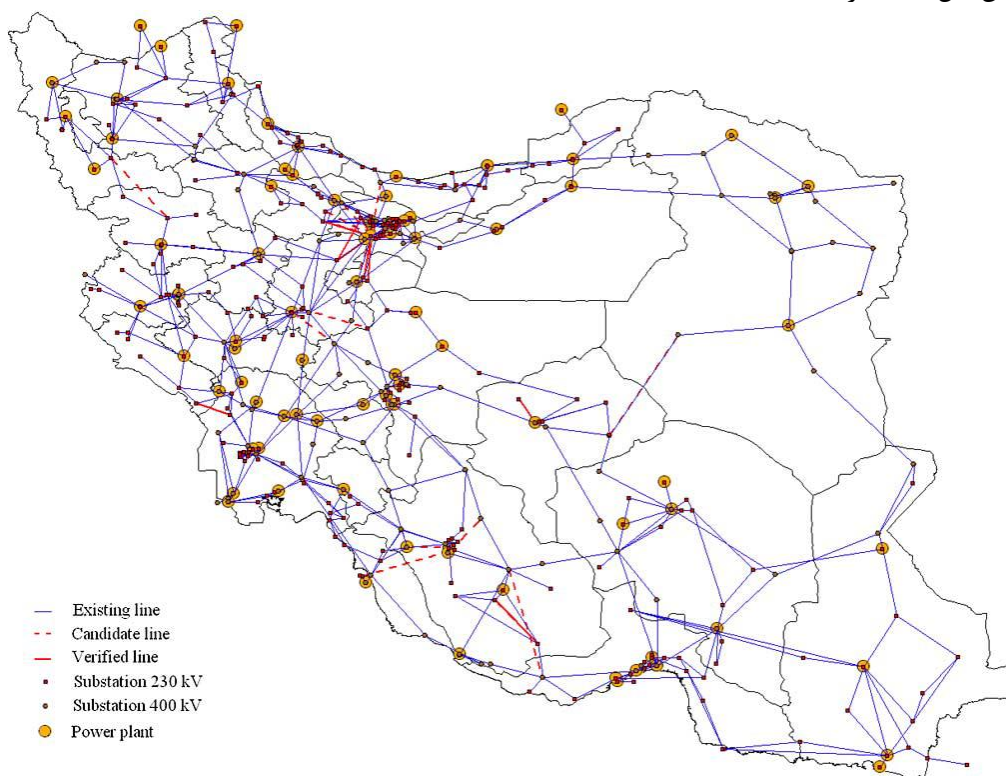 Existing line
Candidate line
Verified line
Substation 230 kV
Substation 400 kV
Power plant